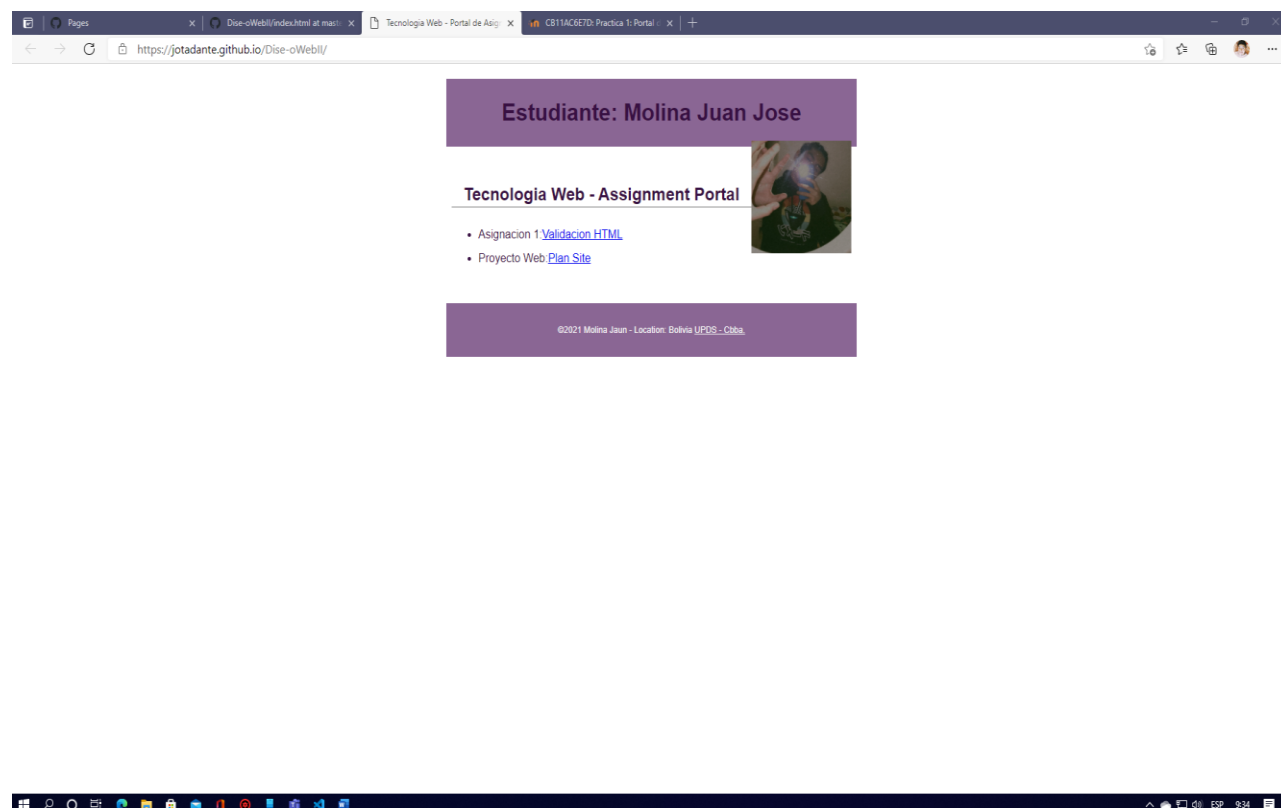 Pages
Dise-oWebII/index.html at maste
Tecnologia Web - Portal de Asign
CB11AC6E7D: Practica 1: Portal d
https://jotadante.github.io/Dise-oWebII/
Estudiante: Molina Juan Jose
Tecnologia Web - Assignment Portal
Asignacion 1:Validacion HTML
Proyecto Web:Plan Site
©2021 Molina Jaun - Location: Bolivia UPDS - Cbba.
ESP 9:34